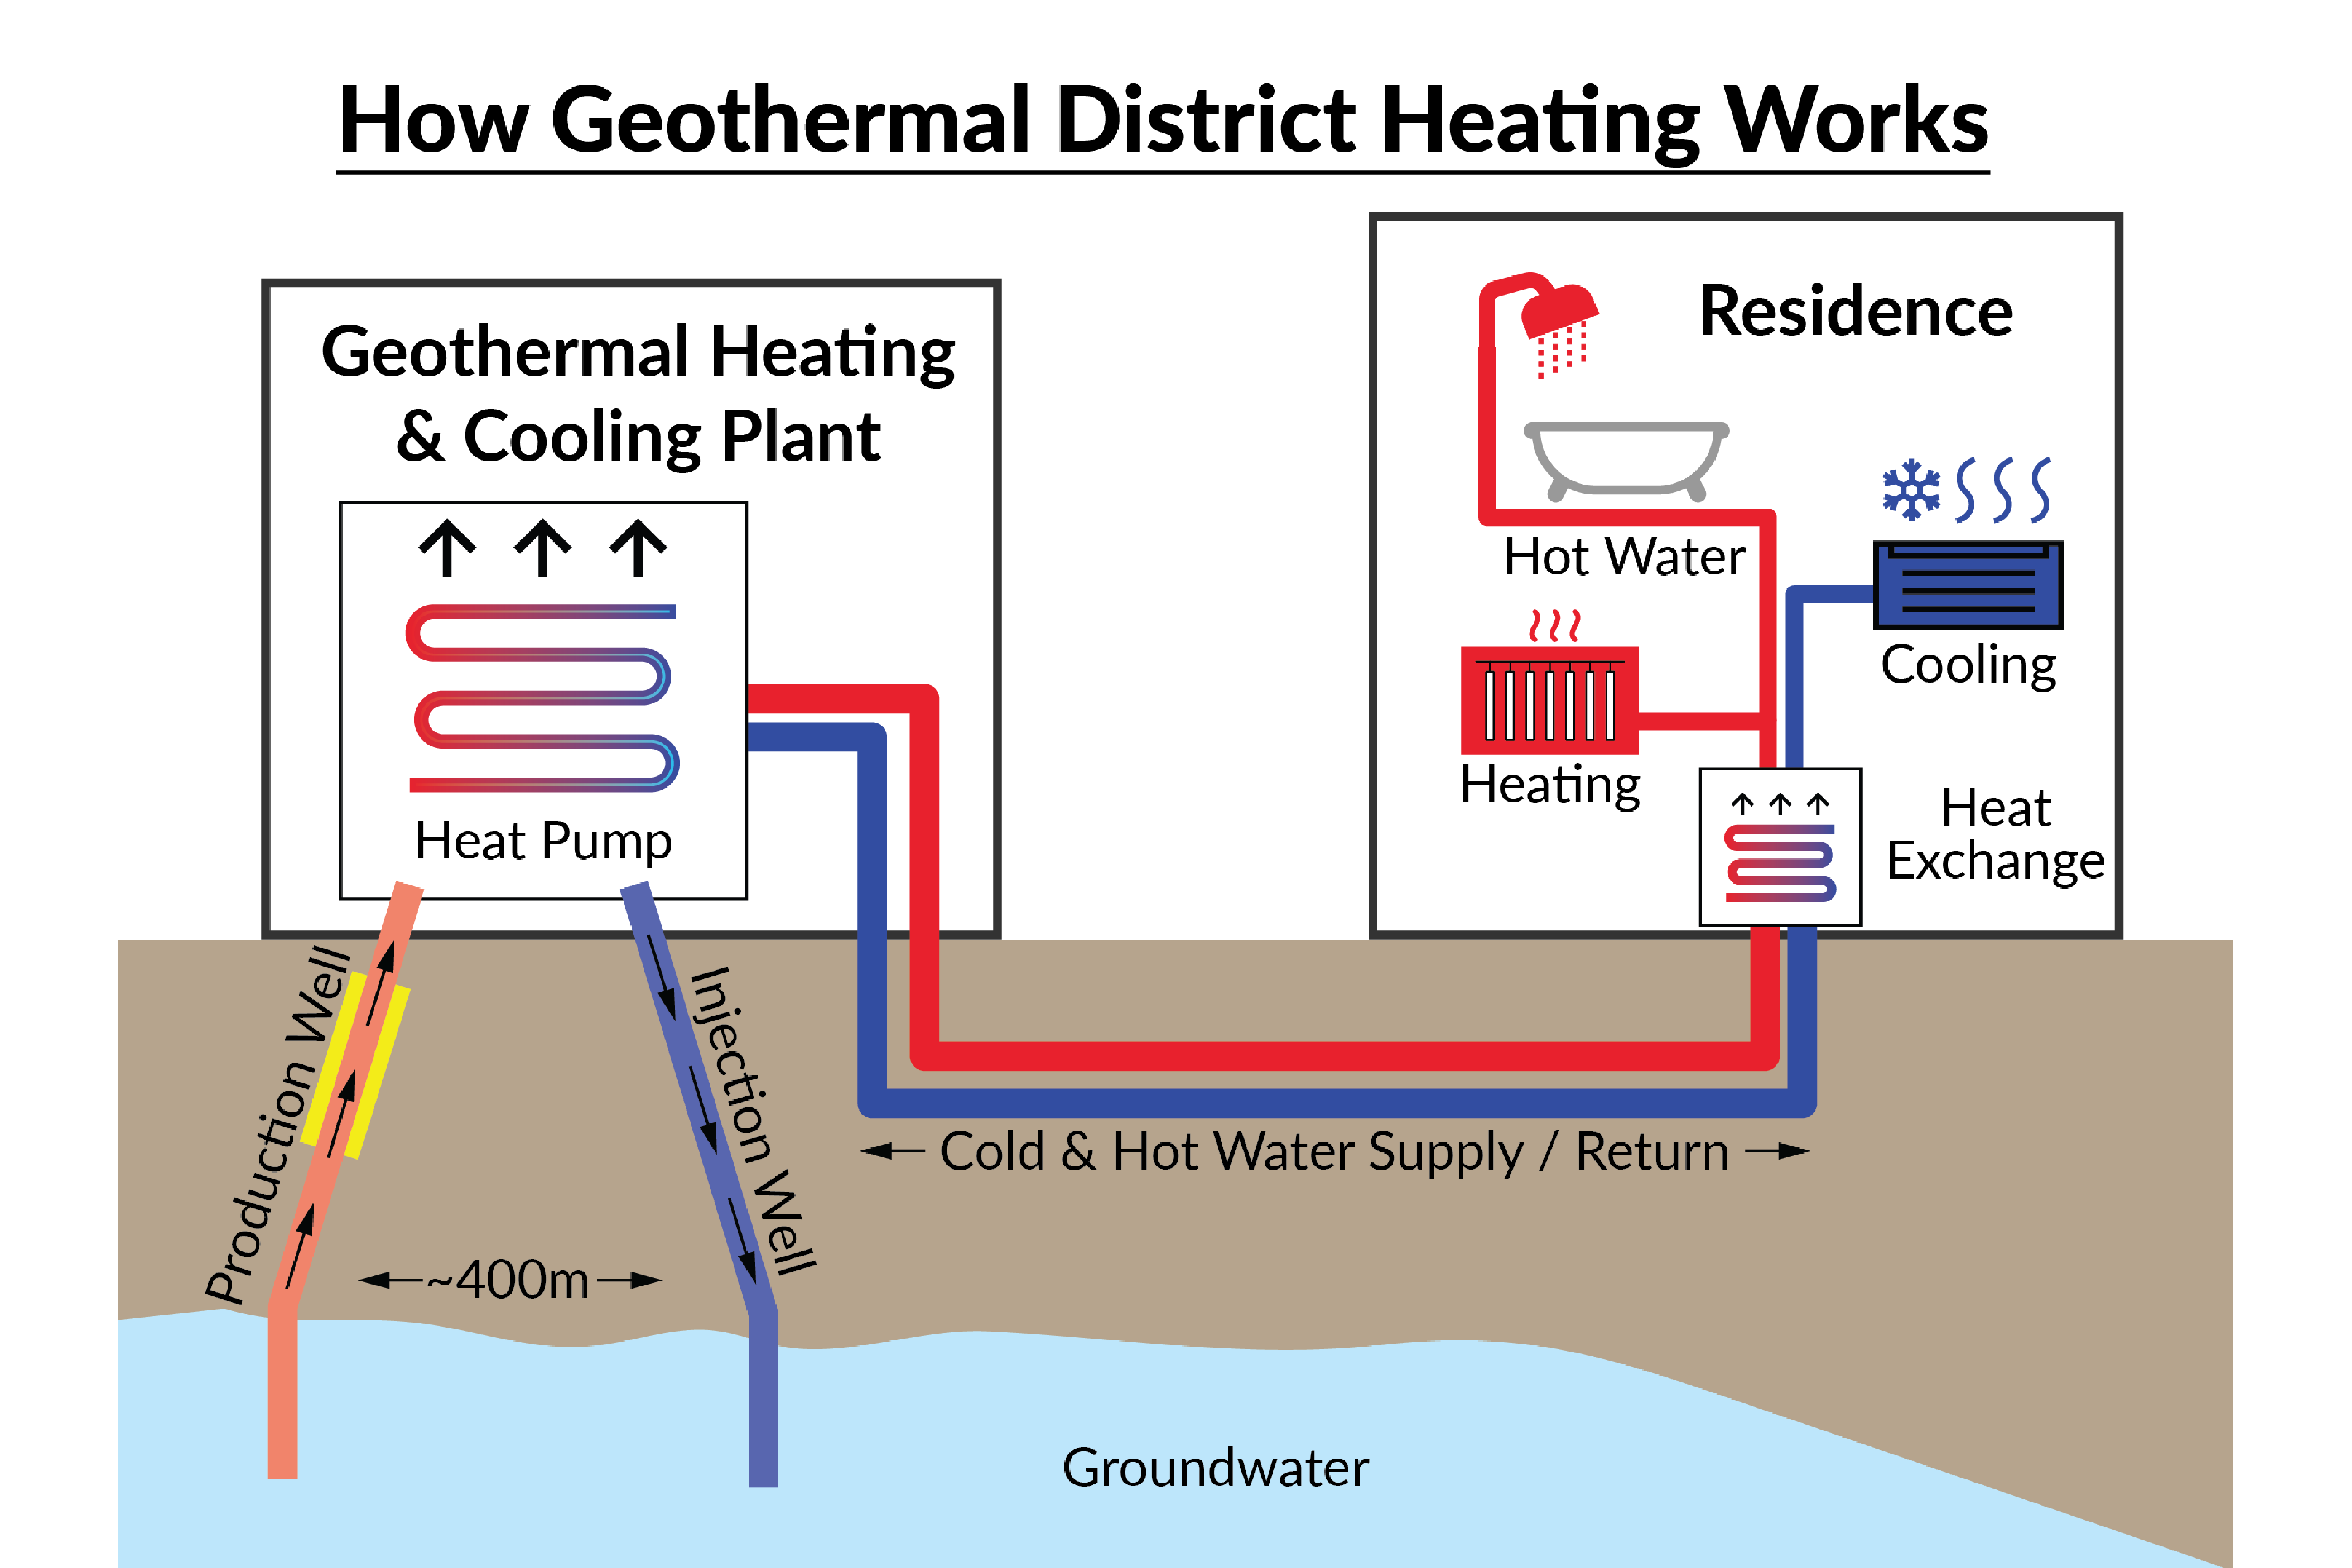 How Geothermal District Heating Works
Geothermal Heating
& Cooling Plant
Heat Pump
Residence
Hot Water
Cooling
Heating
Heat
Exchange
Production Well
Injection Well
Cold & Hot Water Supply / Return
~400m
Groundwater